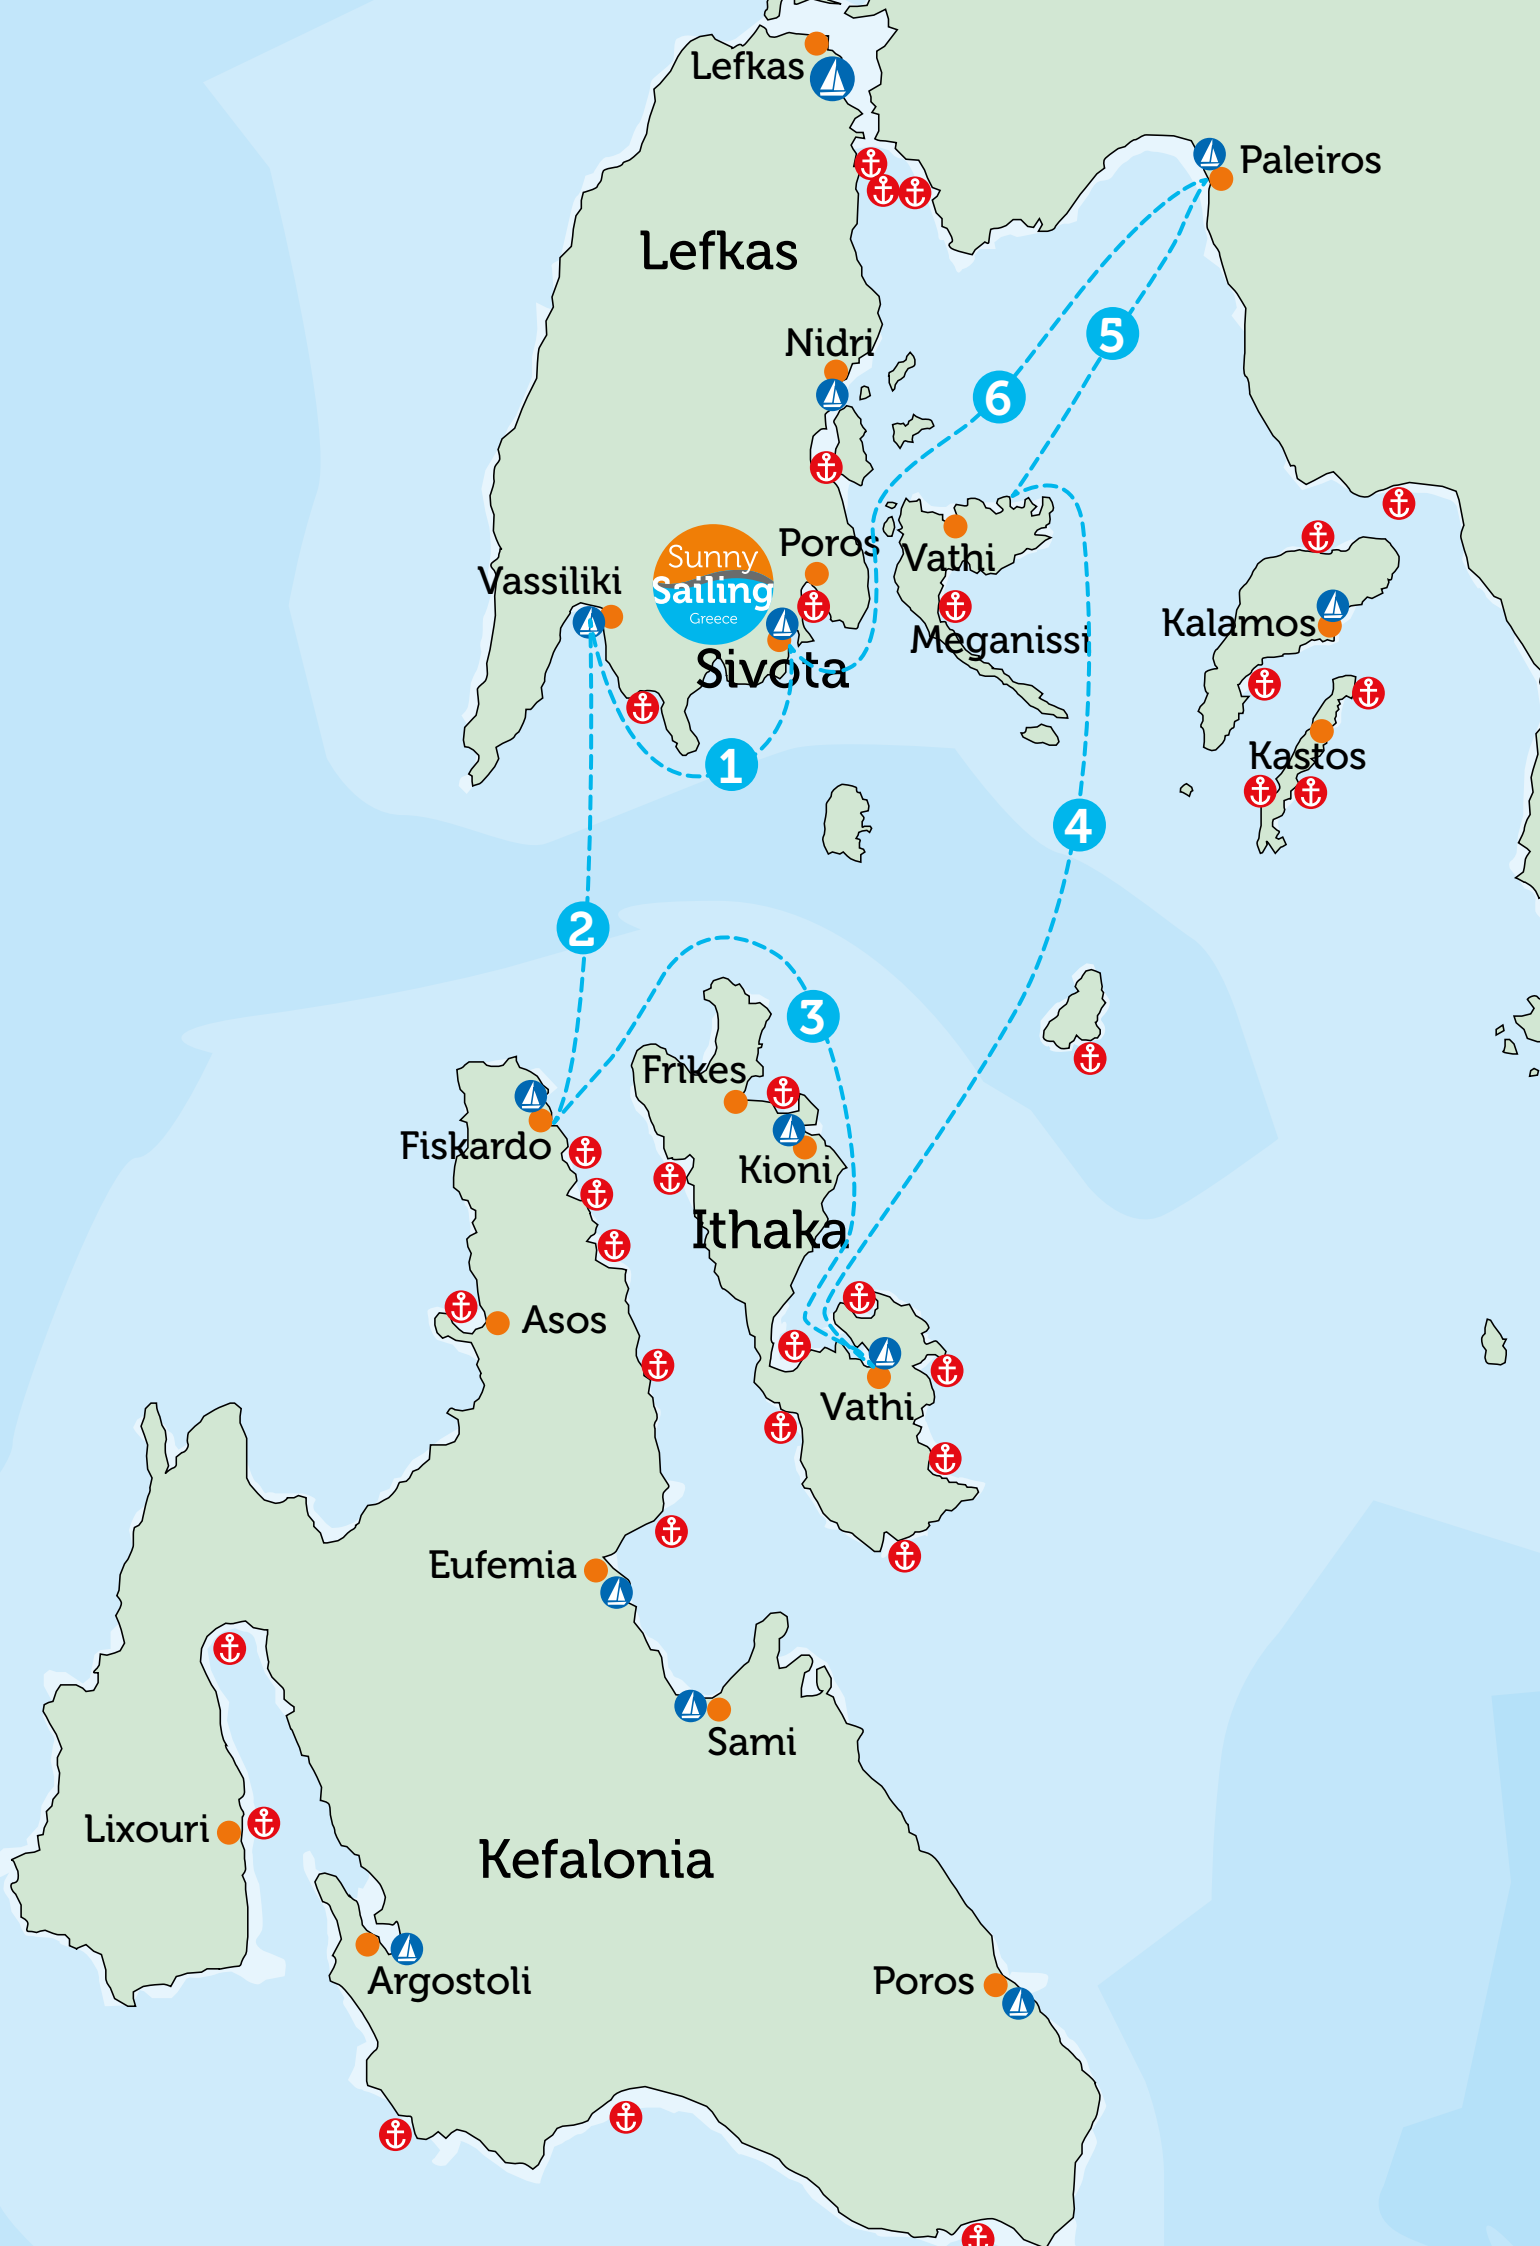 Lefkas
Paleiros
Lefkas
Nidri
5
6
Sunny
Sailing
Greece
Poros
Vathi
Vassiliki
Kalamos
Meganissi
Sivota
Kastos
1
4
2
3
Frikes
Fiskardo
Kioni
Ithaka
Asos
Vathi
Eufemia
Sami
Lixouri
Kefalonia
Argostoli
Poros